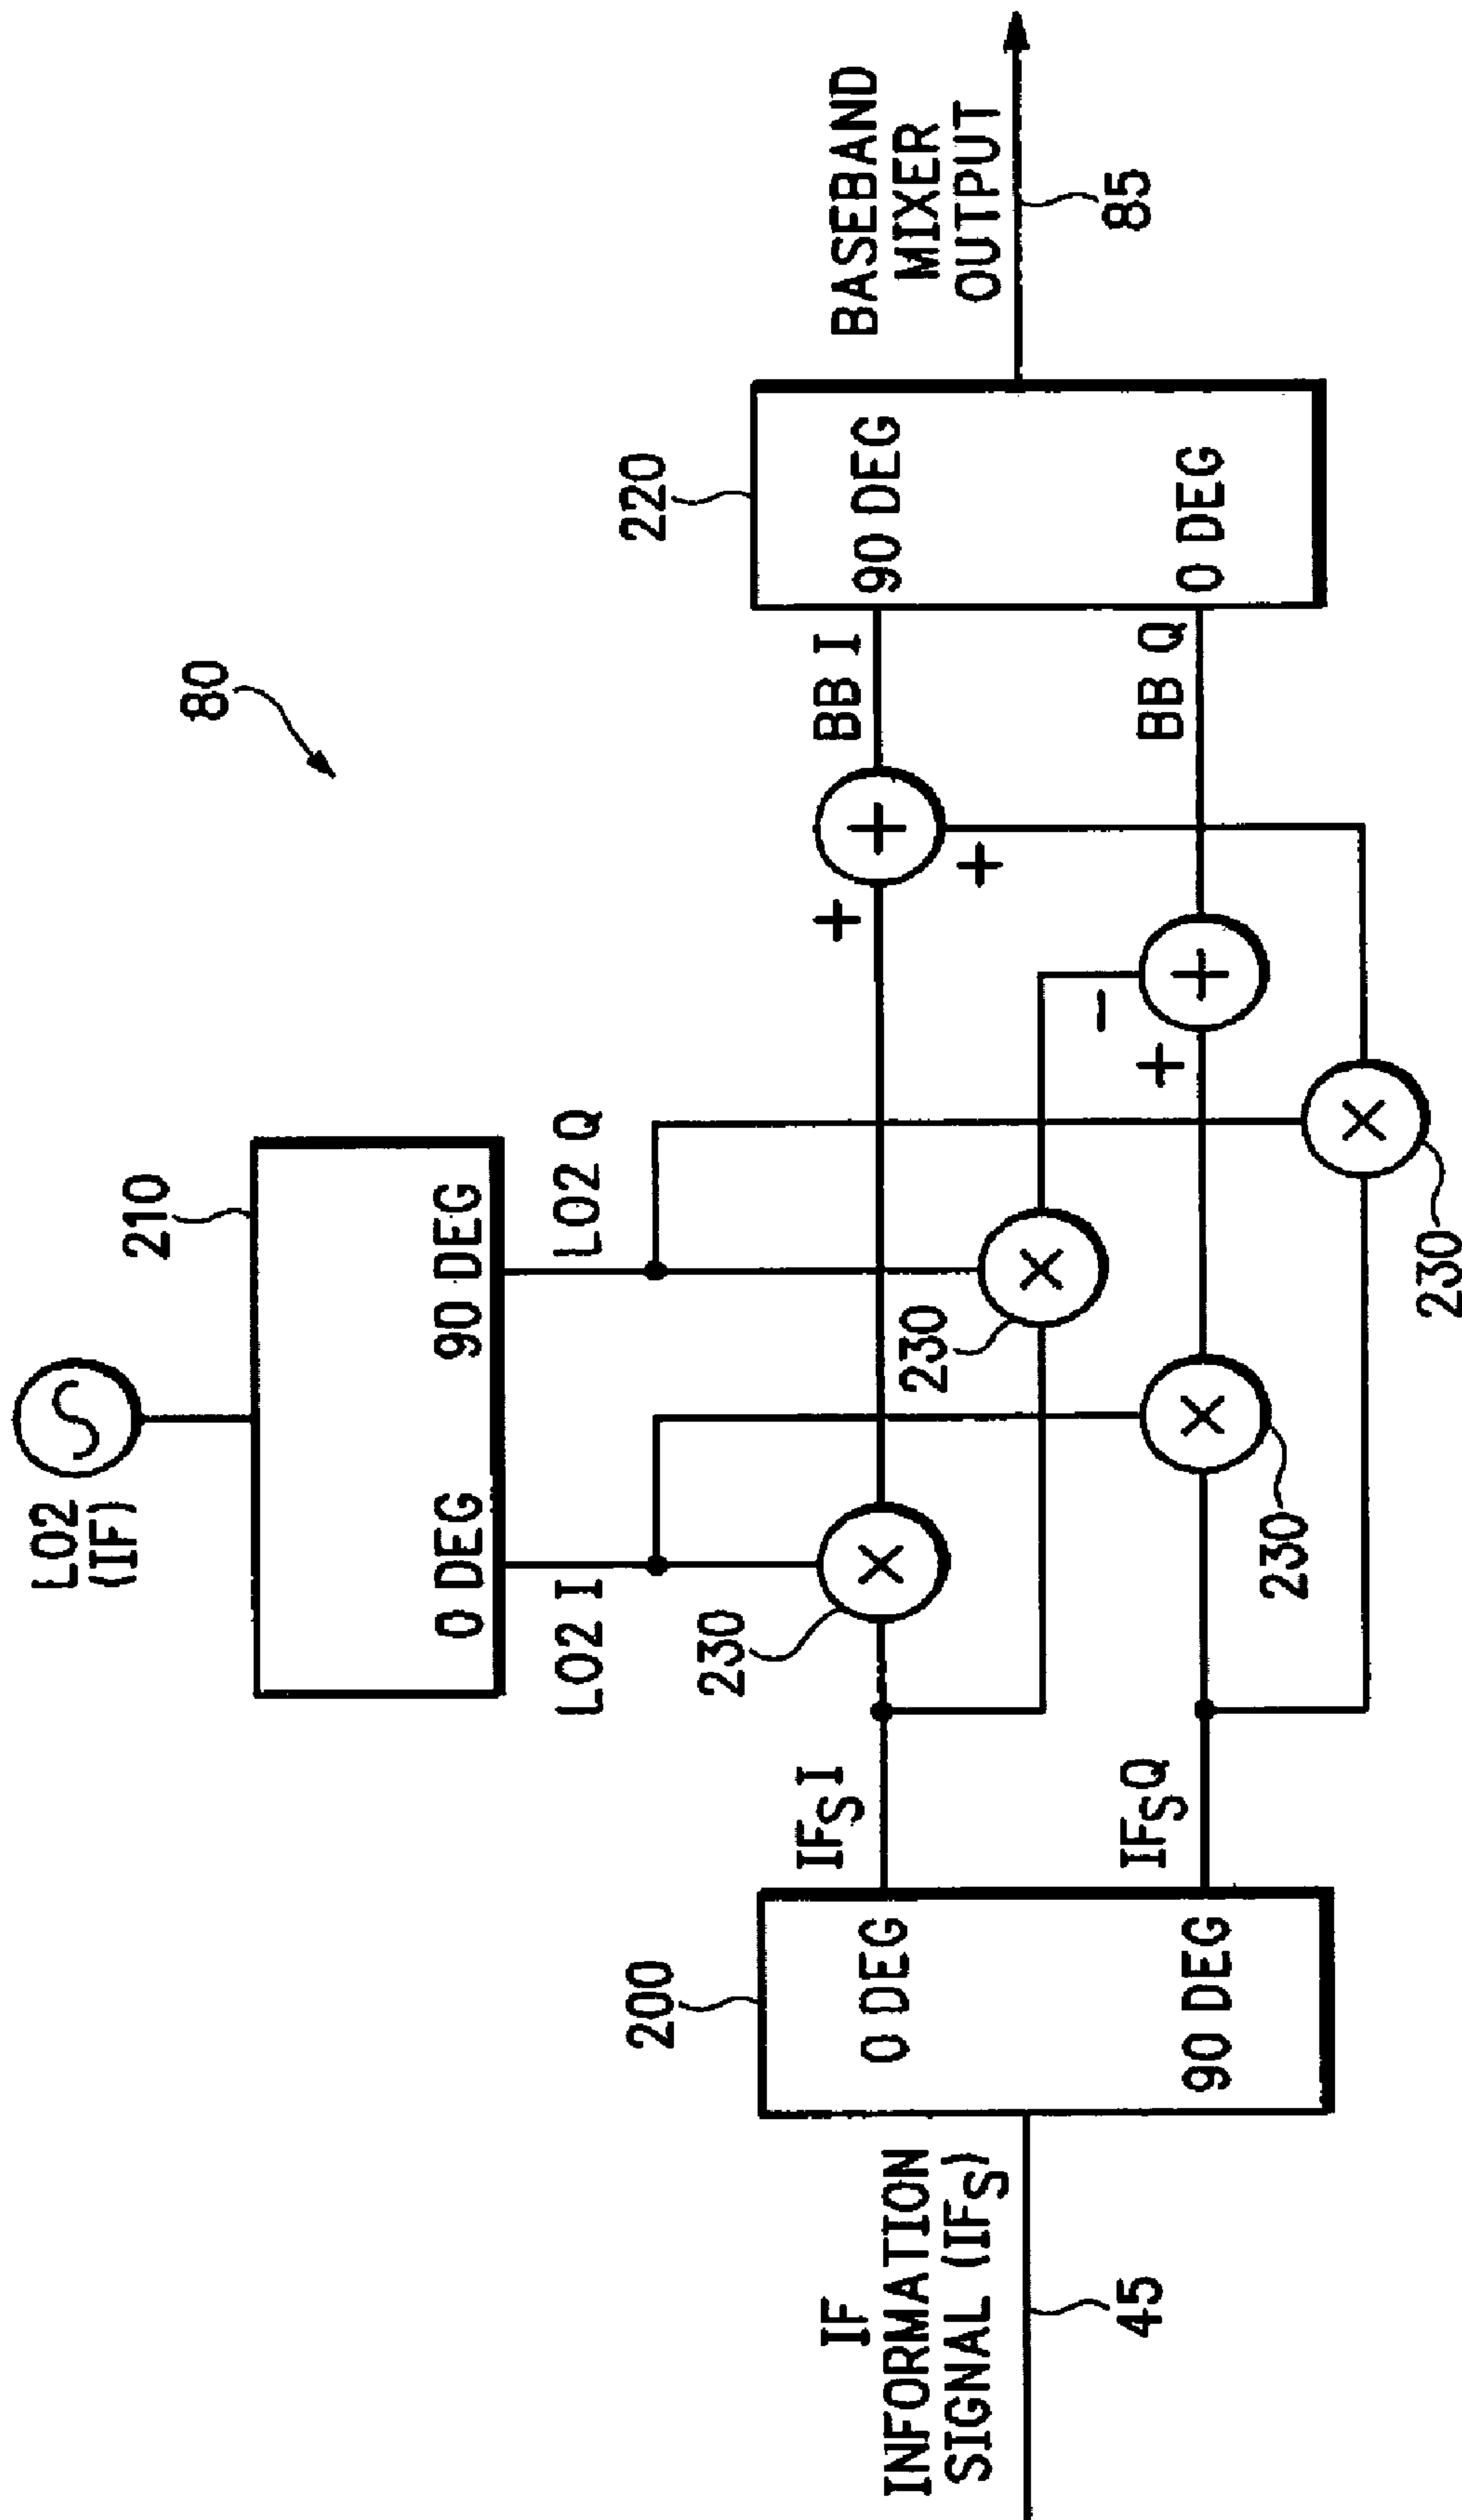 80
LO2
(IF)
210
0 DEG
90 DEG
LO2 I
LO2 Q
IF
INFORMATION
SIGNAL (IFS)
45
200
0 DEG
90 DEG
IFS I
IFS Q
230
230
230
230
+
+
-
+
BB I
BB Q
220
90 DEG
0 DEG
BASEBAND
MIXER
OUTPUT
85